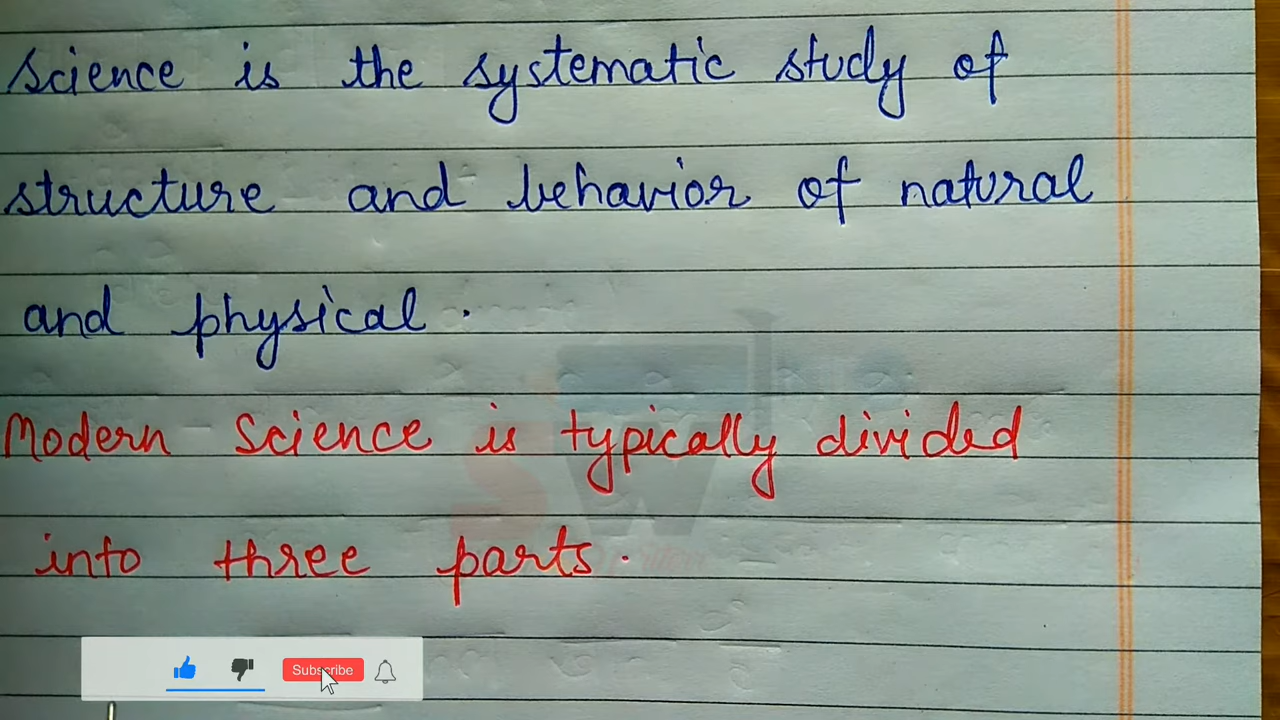 Science is the systematic study of
structure and behavior of natural
and physical.
Modern Science is typically divided
into three parts.
Subscribe